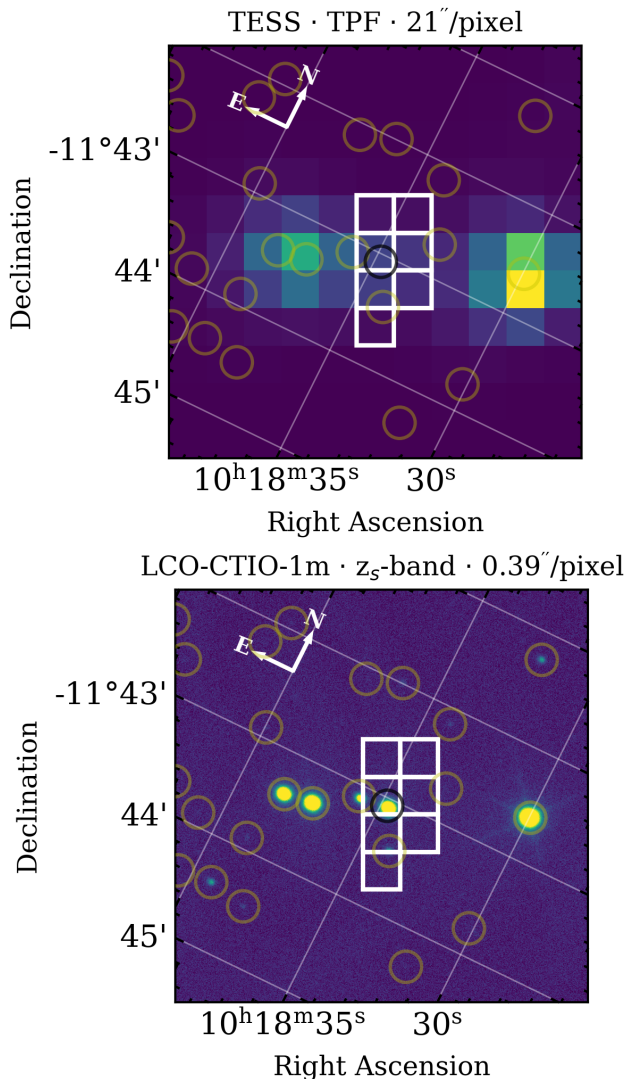 TESS · TPF · 21″/pixel
N
E
-11°43'
44'
45'
Declination
10ʰ18ᵐ35ˢ 30ˢ
Right Ascension
LCO-CTIO-1m · zₛ-band · 0.39″/pixel
N
E
-11°43'
44'
45'
Declination
10ʰ18ᵐ35ˢ 30ˢ
Right Ascension